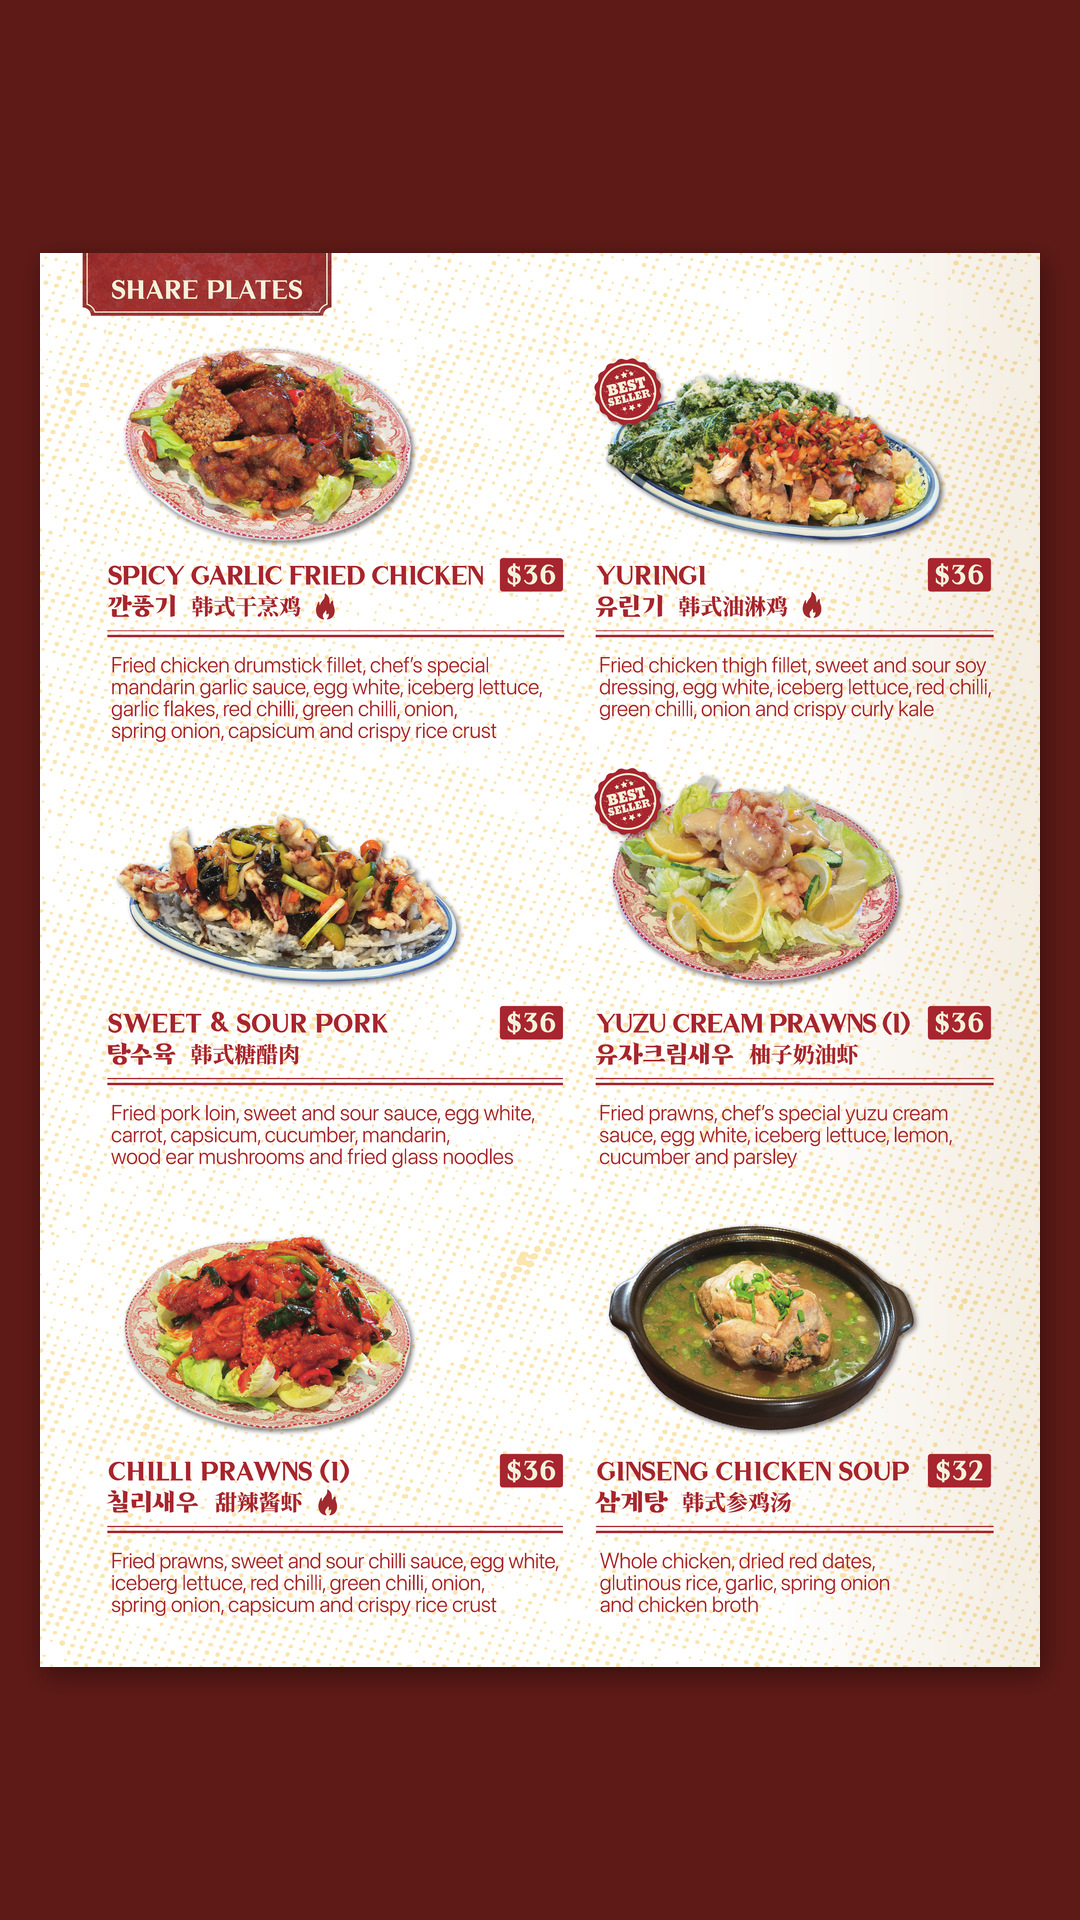 SHARE PLATES
BEST
SELLER
SPICY GARLIC FRIED CHICKEN $36
깐풍기 韩式干烹鸡
Fried chicken drumstick fillet, chef's special
mandarin garlic sauce, egg white, iceberg lettuce,
garlic flakes, red chilli, green chilli, onion,
spring onion, capsicum and crispy rice crust
YURINGI $36
유린기 韩式油淋鸡
Fried chicken thigh fillet, sweet and sour soy
dressing, egg white, iceberg lettuce, red chilli,
green chilli, onion and crispy curly kale
BEST
SELLER
SWEET & SOUR PORK $36
탕수육 韩式糖醋肉
Fried pork loin, sweet and sour sauce, egg white,
carrot, capsicum, cucumber, mandarin,
wood ear mushrooms and fried glass noodles
YUZU CREAM PRAWNS (I) $36
유자크림새우 柚子奶油虾
Fried prawns, chef's special yuzu cream
sauce, egg white, iceberg lettuce, lemon,
cucumber and parsley
CHILLI PRAWNS (I) $36
칠리새우 甜辣酱虾
Fried prawns, sweet and sour chilli sauce, egg white,
iceberg lettuce, red chilli, green chilli, onion,
spring onion, capsicum and crispy rice crust
GINSENG CHICKEN SOUP $32
삼계탕 韩式参鸡汤
Whole chicken, dried red dates,
glutinous rice, garlic, spring onion
and chicken broth